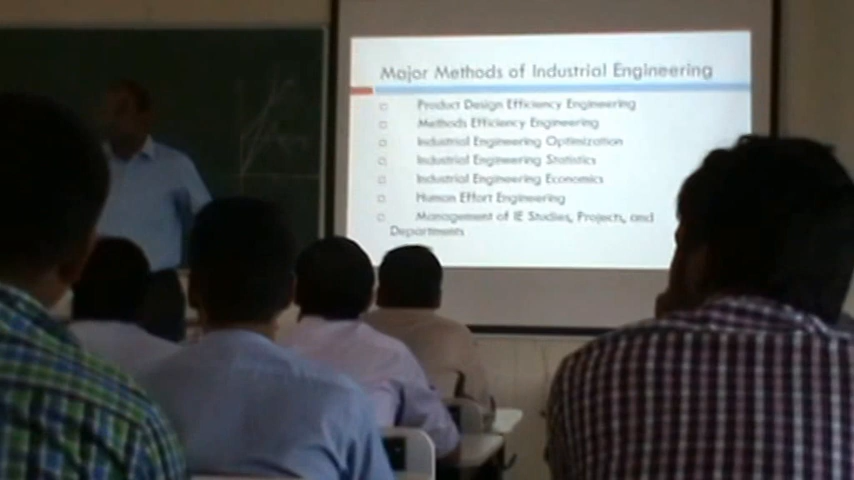 Major Methods of Industrial Engineering
Product Design Efficiency Engineering
Methods Efficiency Engineering
Industrial Engineering Optimization
Industrial Engineering Statistics
Industrial Engineering Economics
Human Effort Engineering
Management of IE Studies, Projects, and
Departments